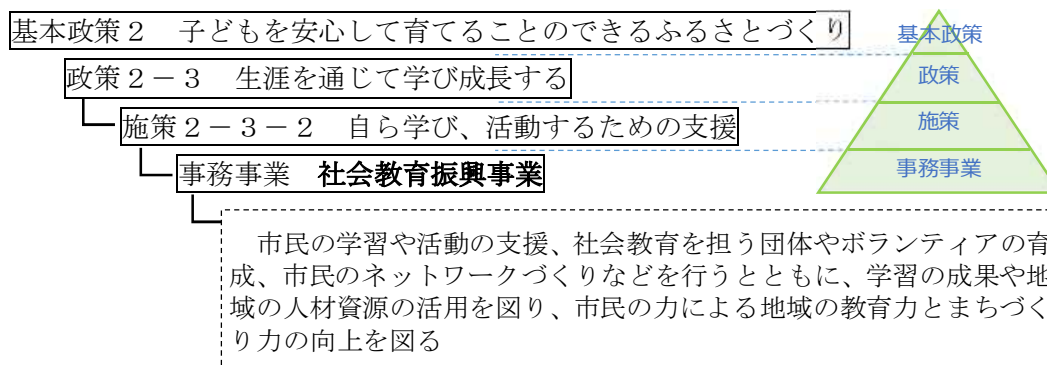 基本政策２　子どもを安心して育てることのできるふるさとづくり
政策２－３　生涯を通じて学び成長する
施策２－３－２　自ら学び、活動するための支援
事務事業　社会教育振興事業
市民の学習や活動の支援、社会教育を担う団体やボランティアの育
成、市民のネットワークづくりなどを行うとともに、学習の成果や地
域の人材資源の活用を図り、市民の力による地域の教育力とまちづく
り力の向上を図る
基本政策
政策
施策
事務事業